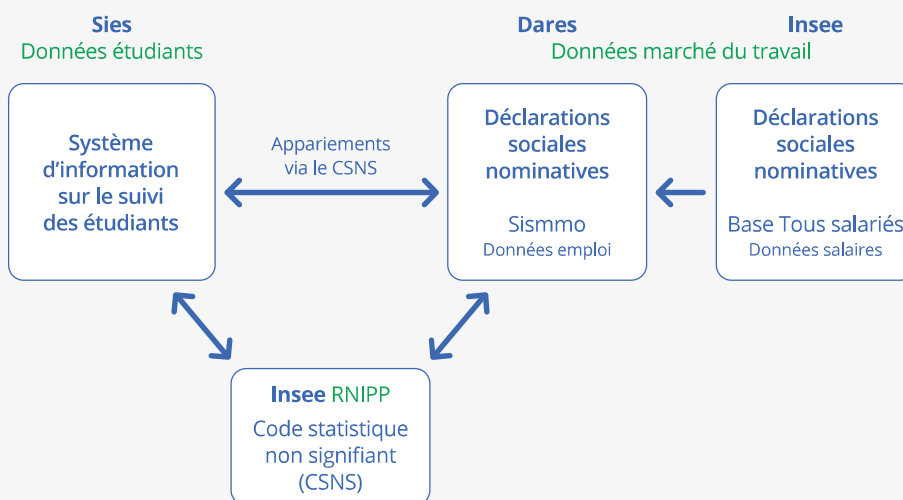 Sies
Données étudiants
Dares
Insee
Données marché du travail
Système
d'information
sur le suivi
des étudiants
Appariements
via le CSNS
Déclarations
sociales
nominatives
Sismmo
Données emploi
Déclarations
sociales
nominatives
Base Tous salariés
Données salaires
Insee RNIPP
Code statistique
non signifiant
(CSNS)